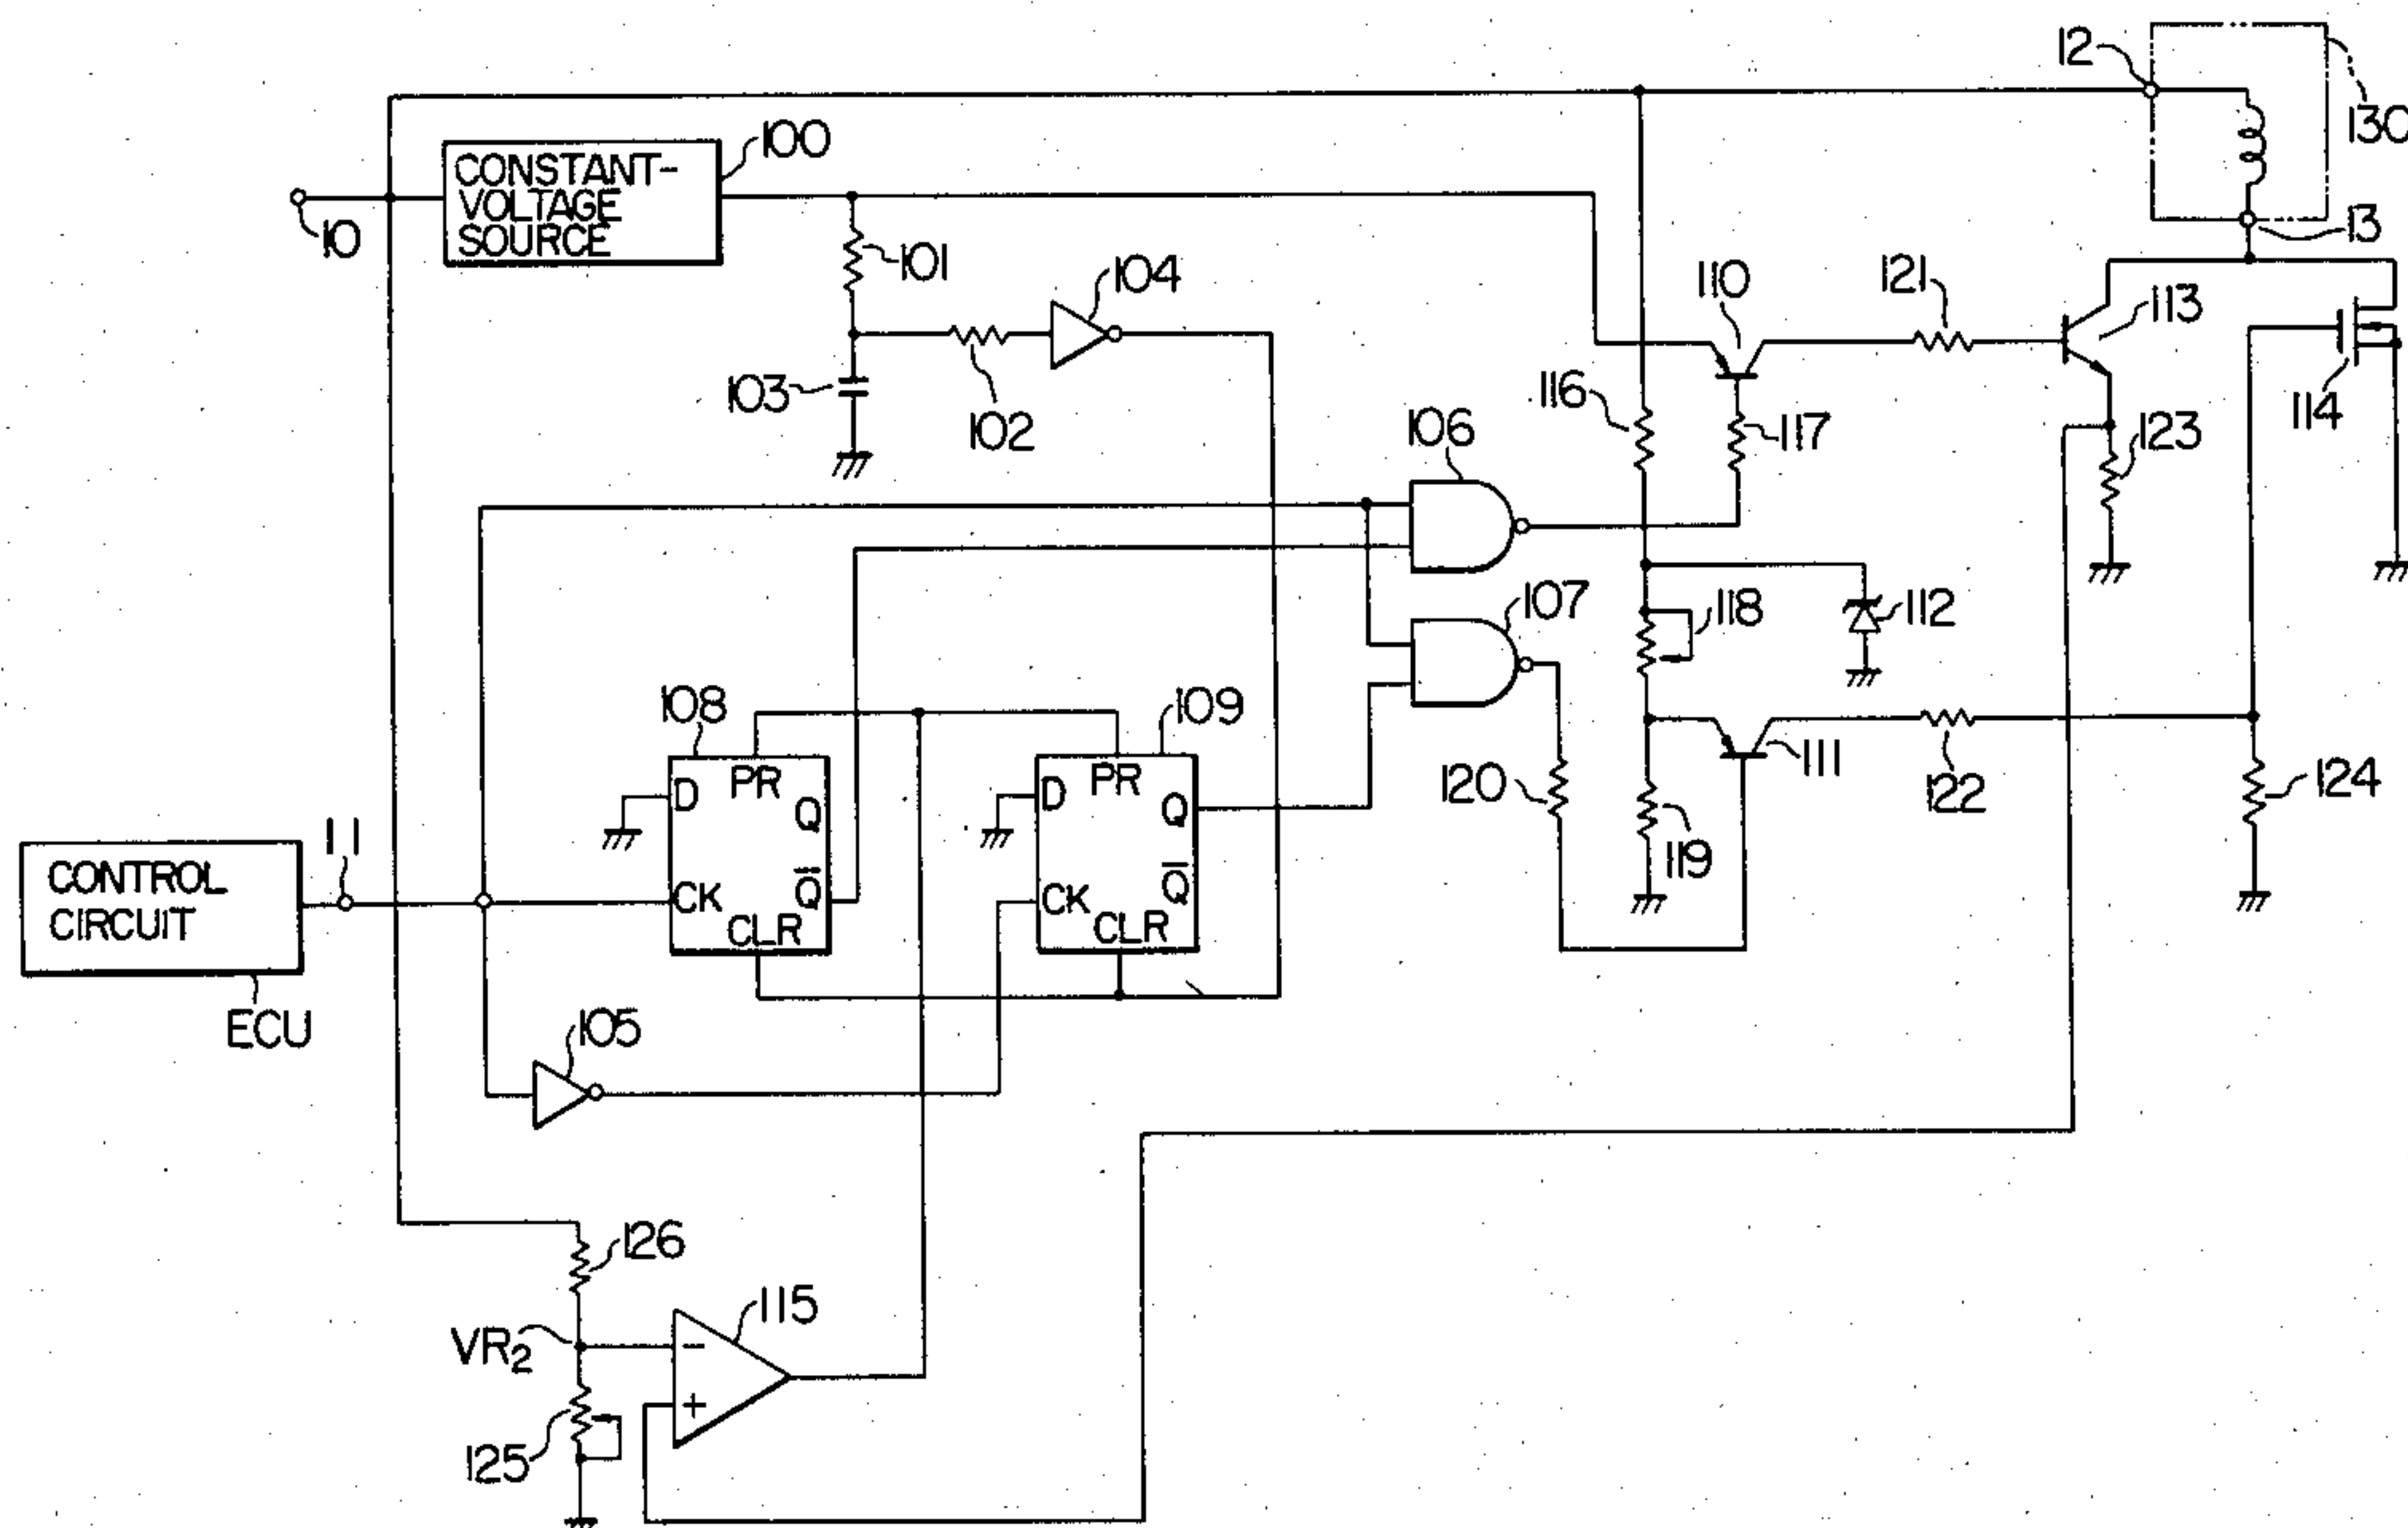 12
130
CONSTANT-
VOLTAGE
SOURCE
100
10
13
101
104
110
121
113
103
102
116
117
114
106
123
107
118
112
108
109
D
PR
Q
Q̅
CK
CLR
D
PR
Q
Q̅
CK
CLR
120
111
122
124
119
CONTROL
CIRCUIT
11
ECU
105
126
VR2
115
−
+
125